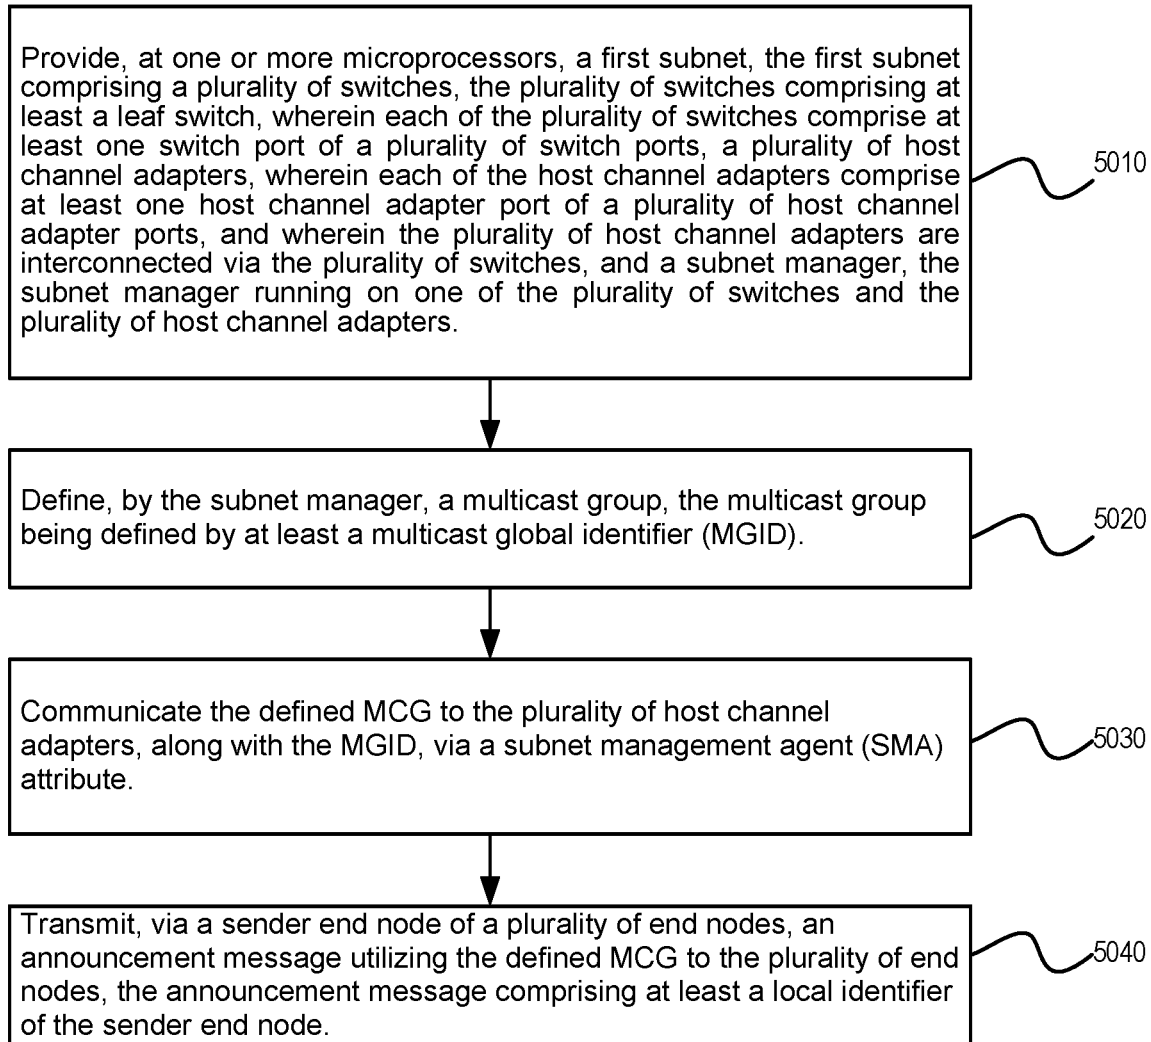 Provide, at one or more microprocessors, a first subnet, the first subnet
comprising a plurality of switches, the plurality of switches comprising at
least a leaf switch, wherein each of the plurality of switches comprise at
least one switch port of a plurality of switch ports, a plurality of host
channel adapters, wherein each of the host channel adapters comprise
at least one host channel adapter port of a plurality of host channel
adapter ports, and wherein the plurality of host channel adapters are
interconnected via the plurality of switches, and a subnet manager, the
subnet manager running on one of the plurality of switches and the
plurality of host channel adapters.
5010
Define, by the subnet manager, a multicast group, the multicast group
being defined by at least a multicast global identifier (MGID).
5020
Communicate the defined MCG to the plurality of host channel
adapters, along with the MGID, via a subnet management agent (SMA)
attribute.
5030
Transmit, via a sender end node of a plurality of end nodes, an
announcement message utilizing the defined MCG to the plurality of end
nodes, the announcement message comprising at least a local identifier
of the sender end node.
5040